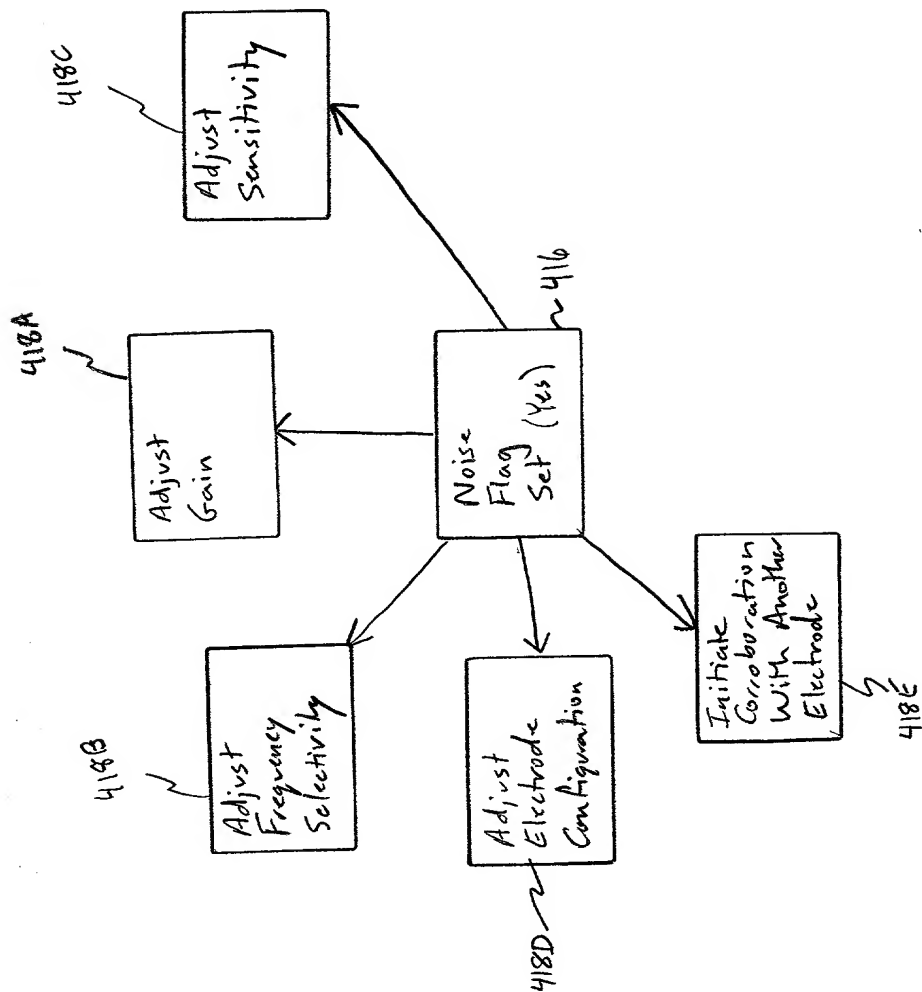 418C
Adjust
Sensitivity
418A
Adjust
Gain
416
Noise
Flag
Set (Yes)
418B
Adjust
Frequency
Selectivity
418D
Adjust
Electrode
Configuration
418E
Initiate
Corroboration
With Another
Electrode